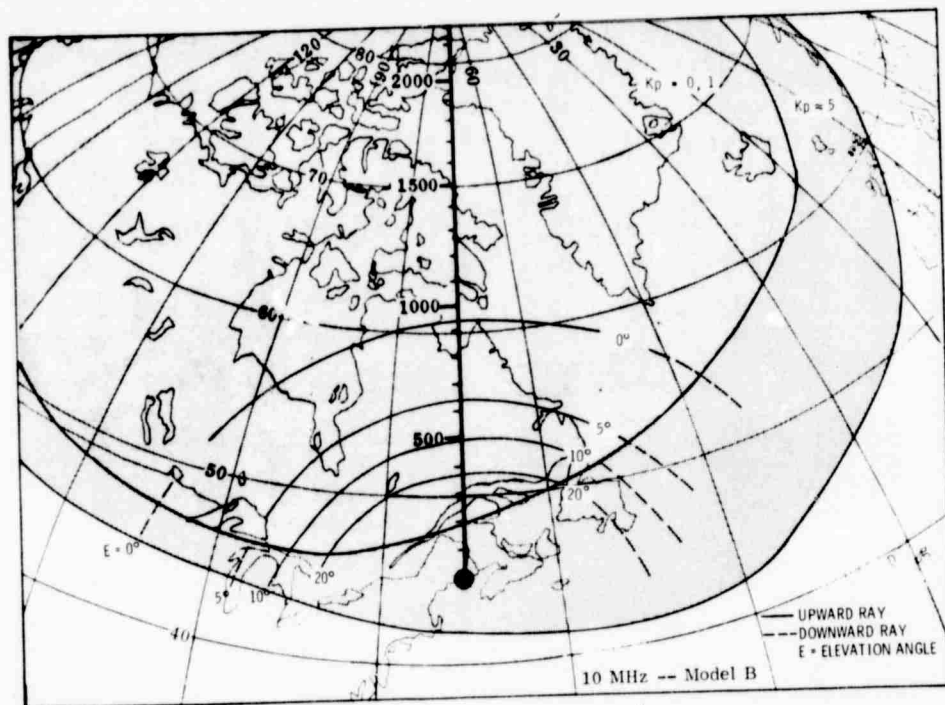 120
80
90
60
30
2000
Kp = 0, 1
Kp ≈ 5
70
1500
1000
60
0°
500
5°
10°
50
20°
E = 0°
20°
5°
10°
40
UPWARD RAY
DOWNWARD RAY
E = ELEVATION ANGLE
10 MHz -- Model B